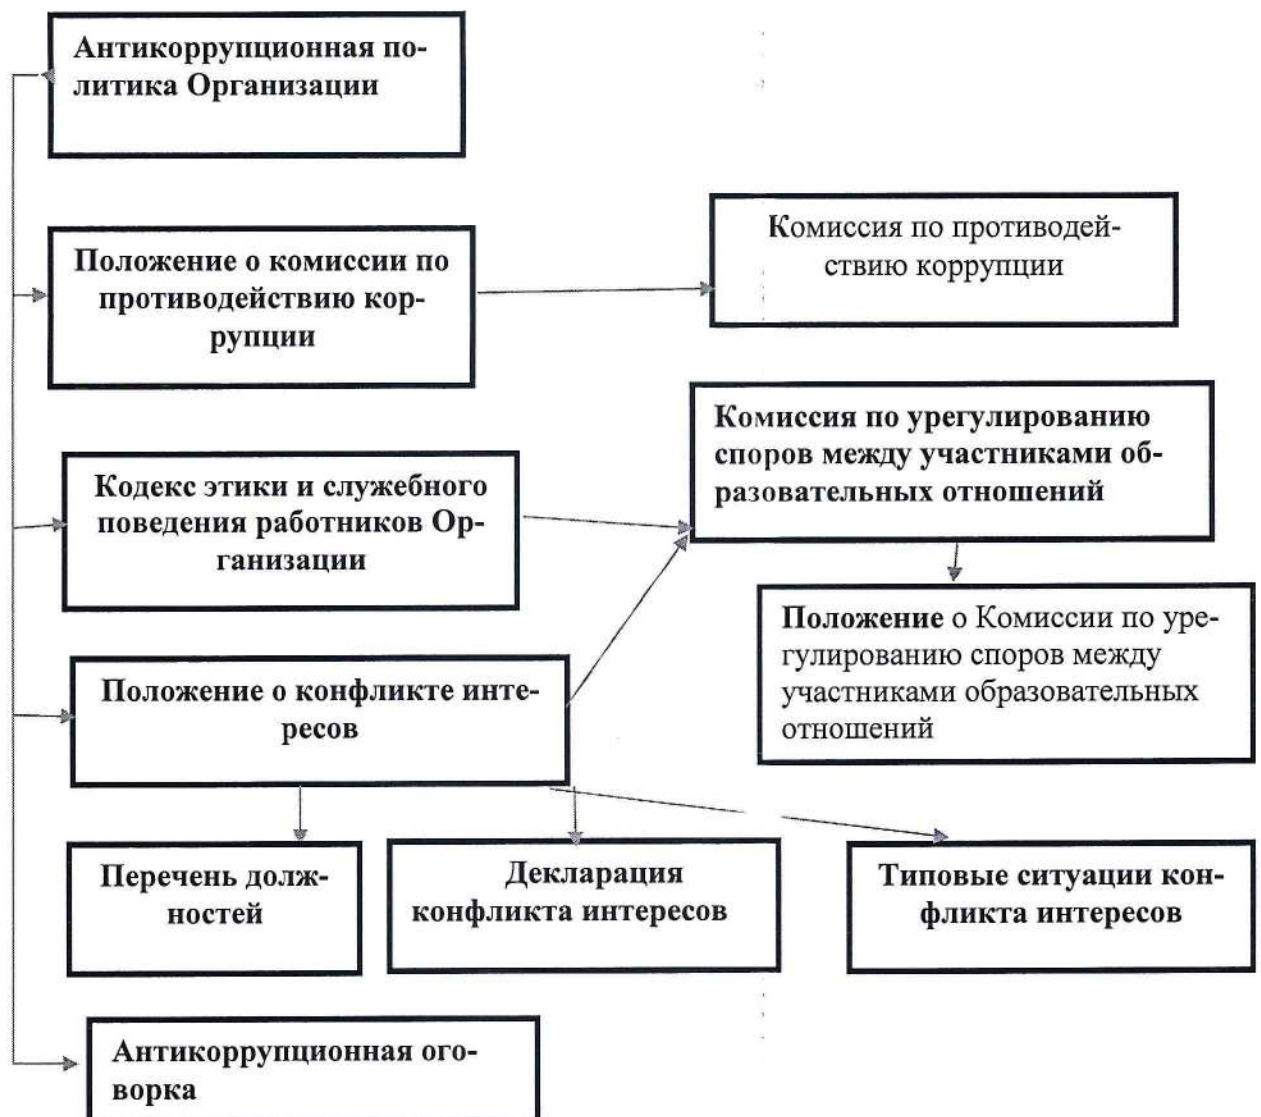 Антикоррупционная по-
литика Организации
Комиссия по противодей-
ствию коррупции
Положение о комиссии по
противодействию кор-
рупции
Комиссия по урегулированию
споров между участниками об-
разовательных отношений
Кодекс этики и служебного
поведения работников Ор-
ганизации
Положение о Комиссии по уре-
гулированию споров между
участниками образовательных
отношений
Положение о конфликте инте-
ресов
Перечень долж-
ностей
Декларация
конфликта интересов
Типовые ситуации кон-
фликта интересов
Антикоррупционная ого-
ворка